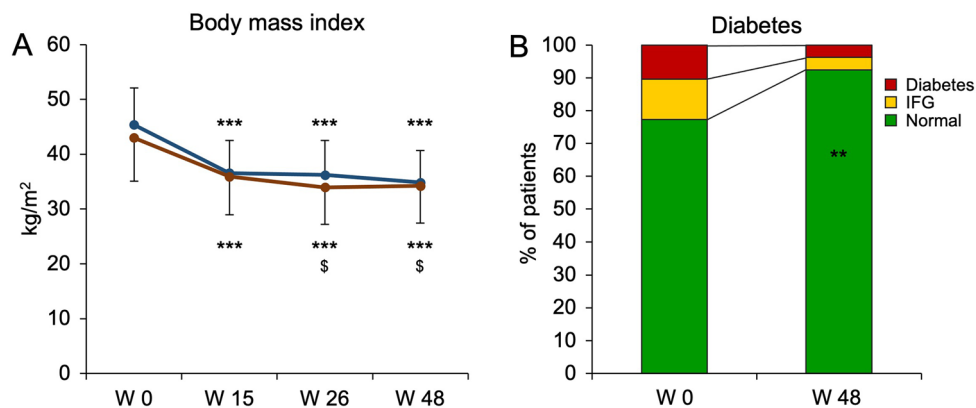 A
Body mass index
60
50
40
30
20
10
0
kg/m²
***
***
***
***
***
***
$
$
W 0
W 15
W 26
W 48
B
Diabetes
100
90
80
70
60
50
40
30
20
10
0
% of patients
**
W 0
W 48
Diabetes
IFG
Normal